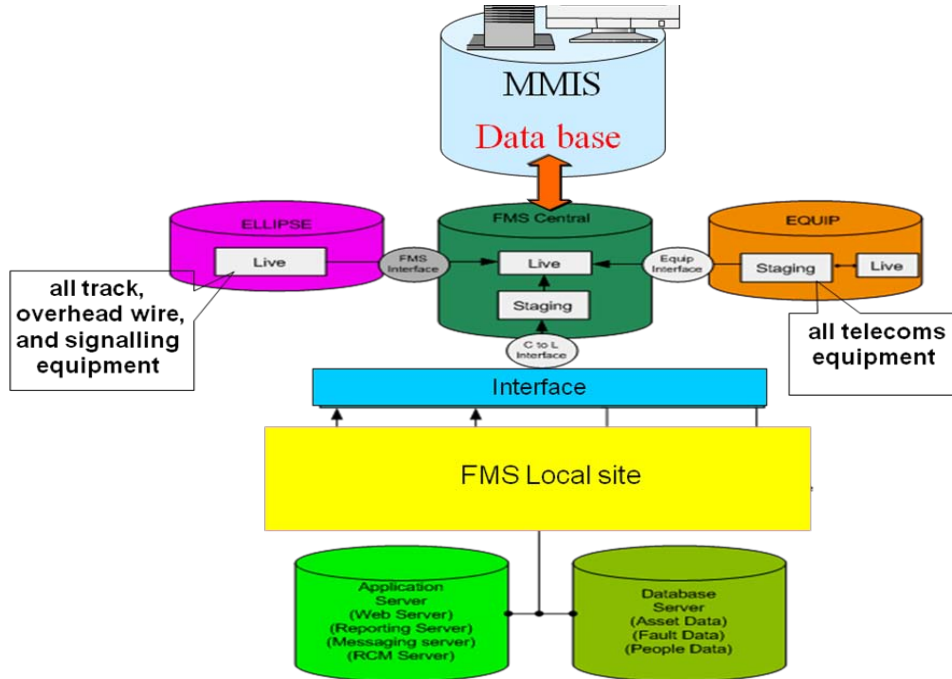 MMIS
Data base
ELLIPSE
Live
FMS
Interface
FMS Central
Live
Staging
C to L
Interface
Equip
Interface
EQUIP
Staging
Live
all track,
overhead wire,
and signalling
equipment
all telecoms
equipment
Interface
FMS Local site
Application
Server
(Web Server)
(Reporting Server)
(Messaging server)
(RCM Server)
Database
Server
(Asset Data)
(Fault Data)
(People Data)